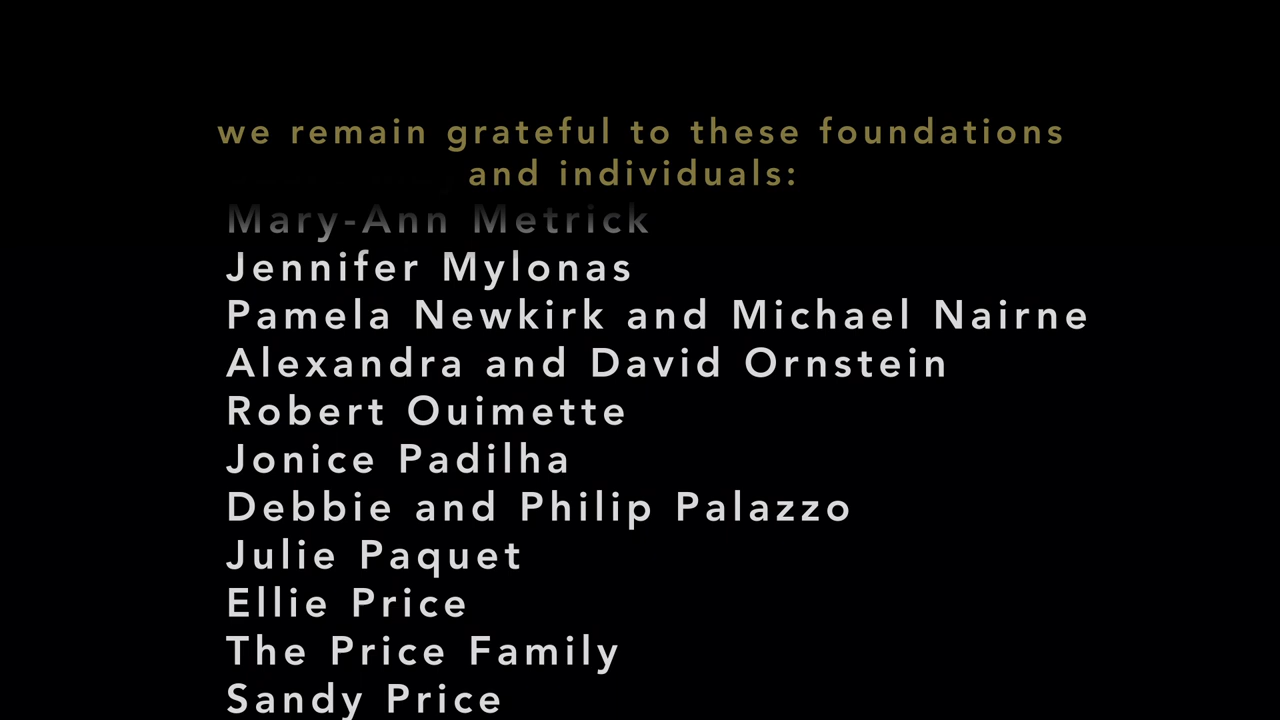 we remain grateful to these foundations
and individuals:
Mary-Ann Metrick
Jennifer Mylonas
Pamela Newkirk and Michael Nairne
Alexandra and David Ornstein
Robert Ouimette
Jonice Padilha
Debbie and Philip Palazzo
Julie Paquet
Ellie Price
The Price Family
Sandy Price